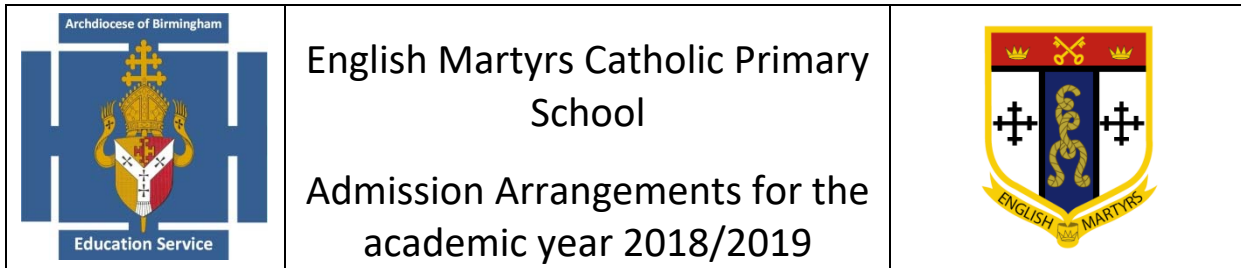 Archdiocese of Birmingham
Education Service
English Martyrs Catholic Primary
School
Admission Arrangements for the
academic year 2018/2019
ENGLISH MARTYRS